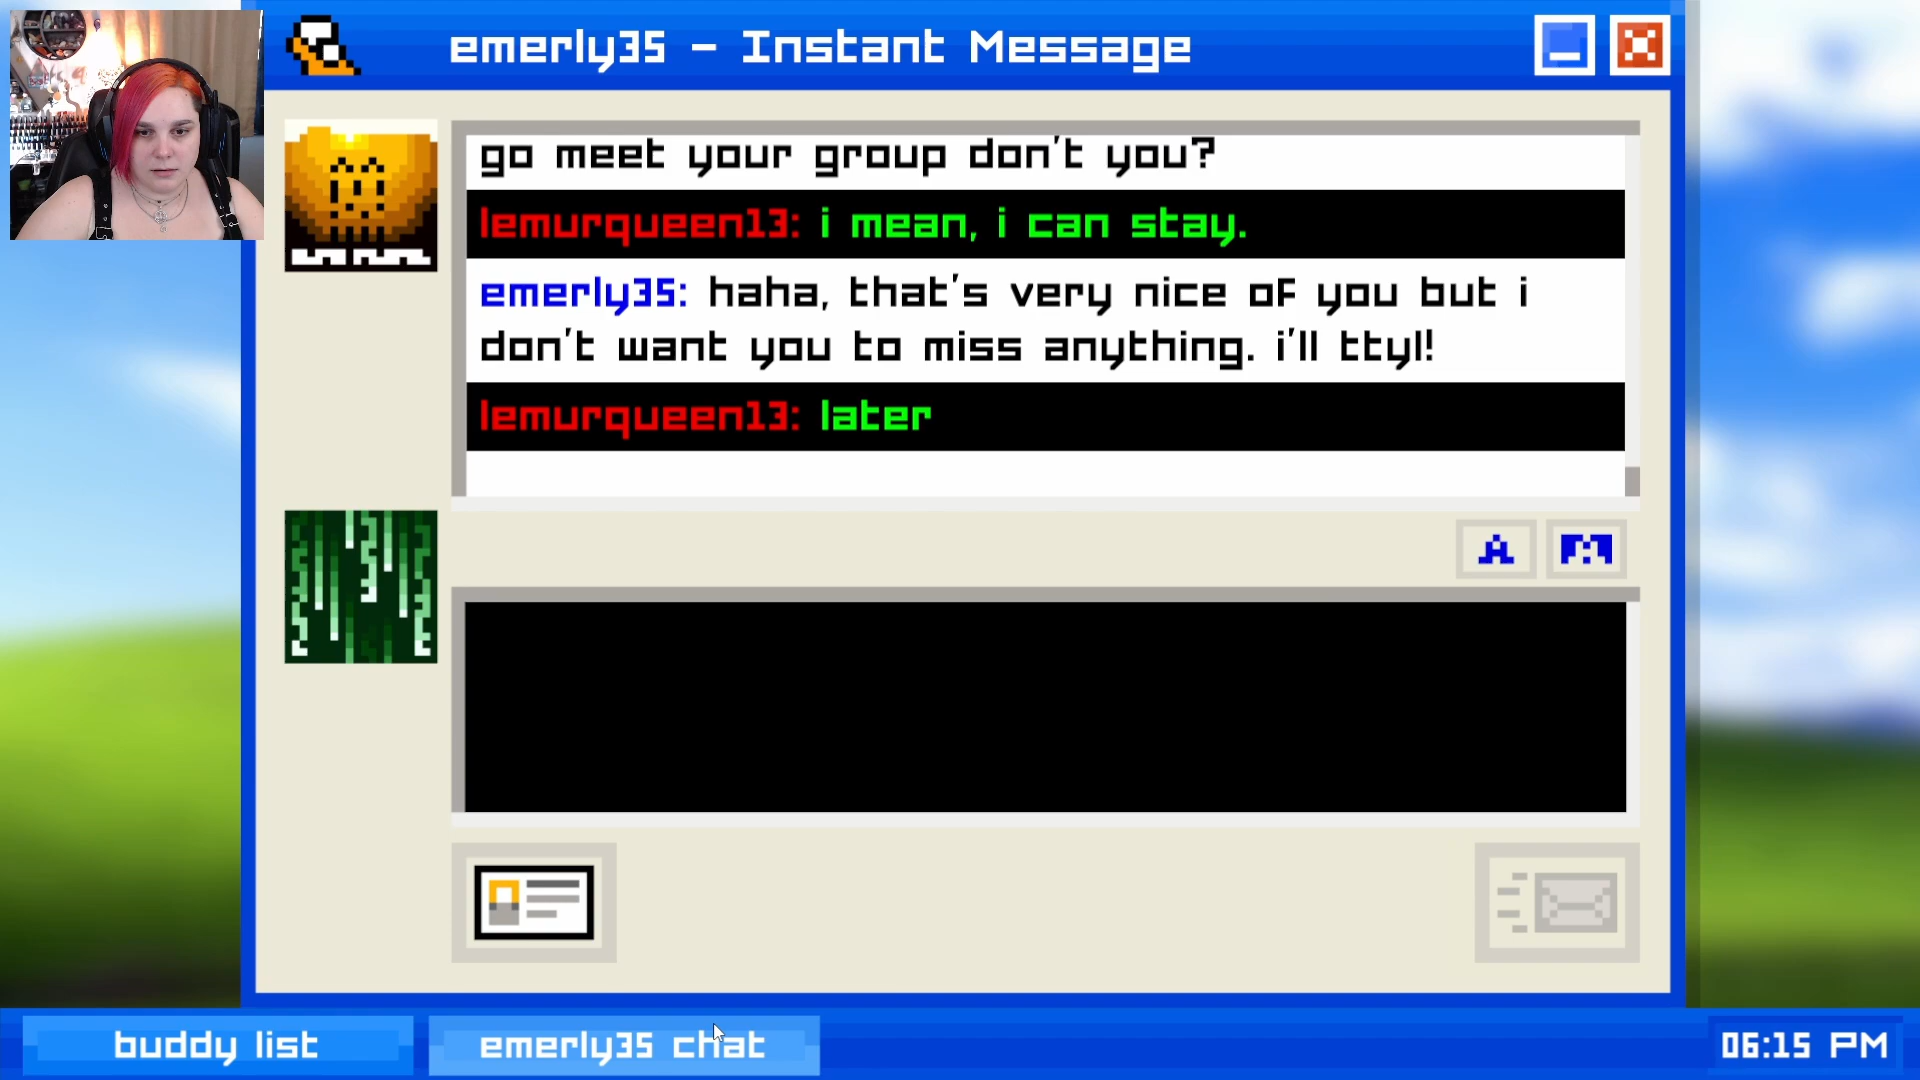 emerly35 - Instant Message
go meet your group don't you?
lemurqueen13: i mean, i can stay.
emerly35: haha, that's very nice of you but i
don't want you to miss anything. i'll ttyl!
lemurqueen13: later
A
buddy list
emerly35 chat
06:15 PM